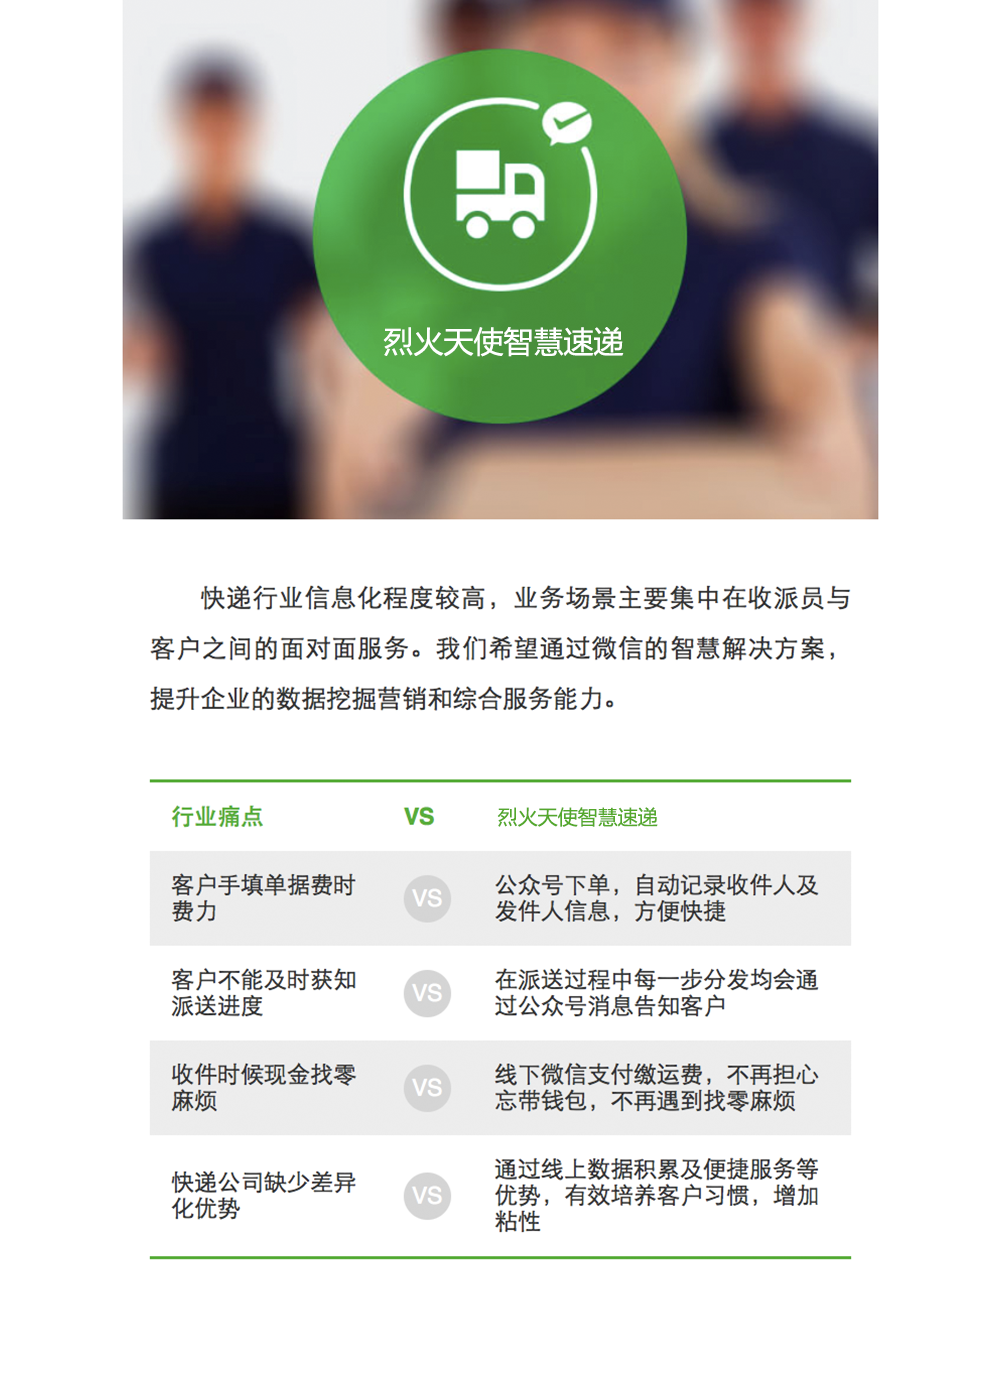 烈火天使智慧速递
快递行业信息化程度较高，业务场景主要集中在收派员与
客户之间的面对面服务。我们希望通过微信的智慧解决方案，
提升企业的数据挖掘营销和综合服务能力。
行业痛点 VS 烈火天使智慧速递
客户手填单据费时
费力
VS
公众号下单，自动记录收件人及
发件人信息，方便快捷
客户不能及时获知
派送进度
VS
在派送过程中每一步分发均会通
过公众号消息告知客户
收件时候现金找零
麻烦
VS
线下微信支付缴运费，不再担心
忘带钱包，不再遇到找零麻烦
快递公司缺少差异
化优势
VS
通过线上数据积累及便捷服务等
优势，有效培养客户习惯，增加
粘性